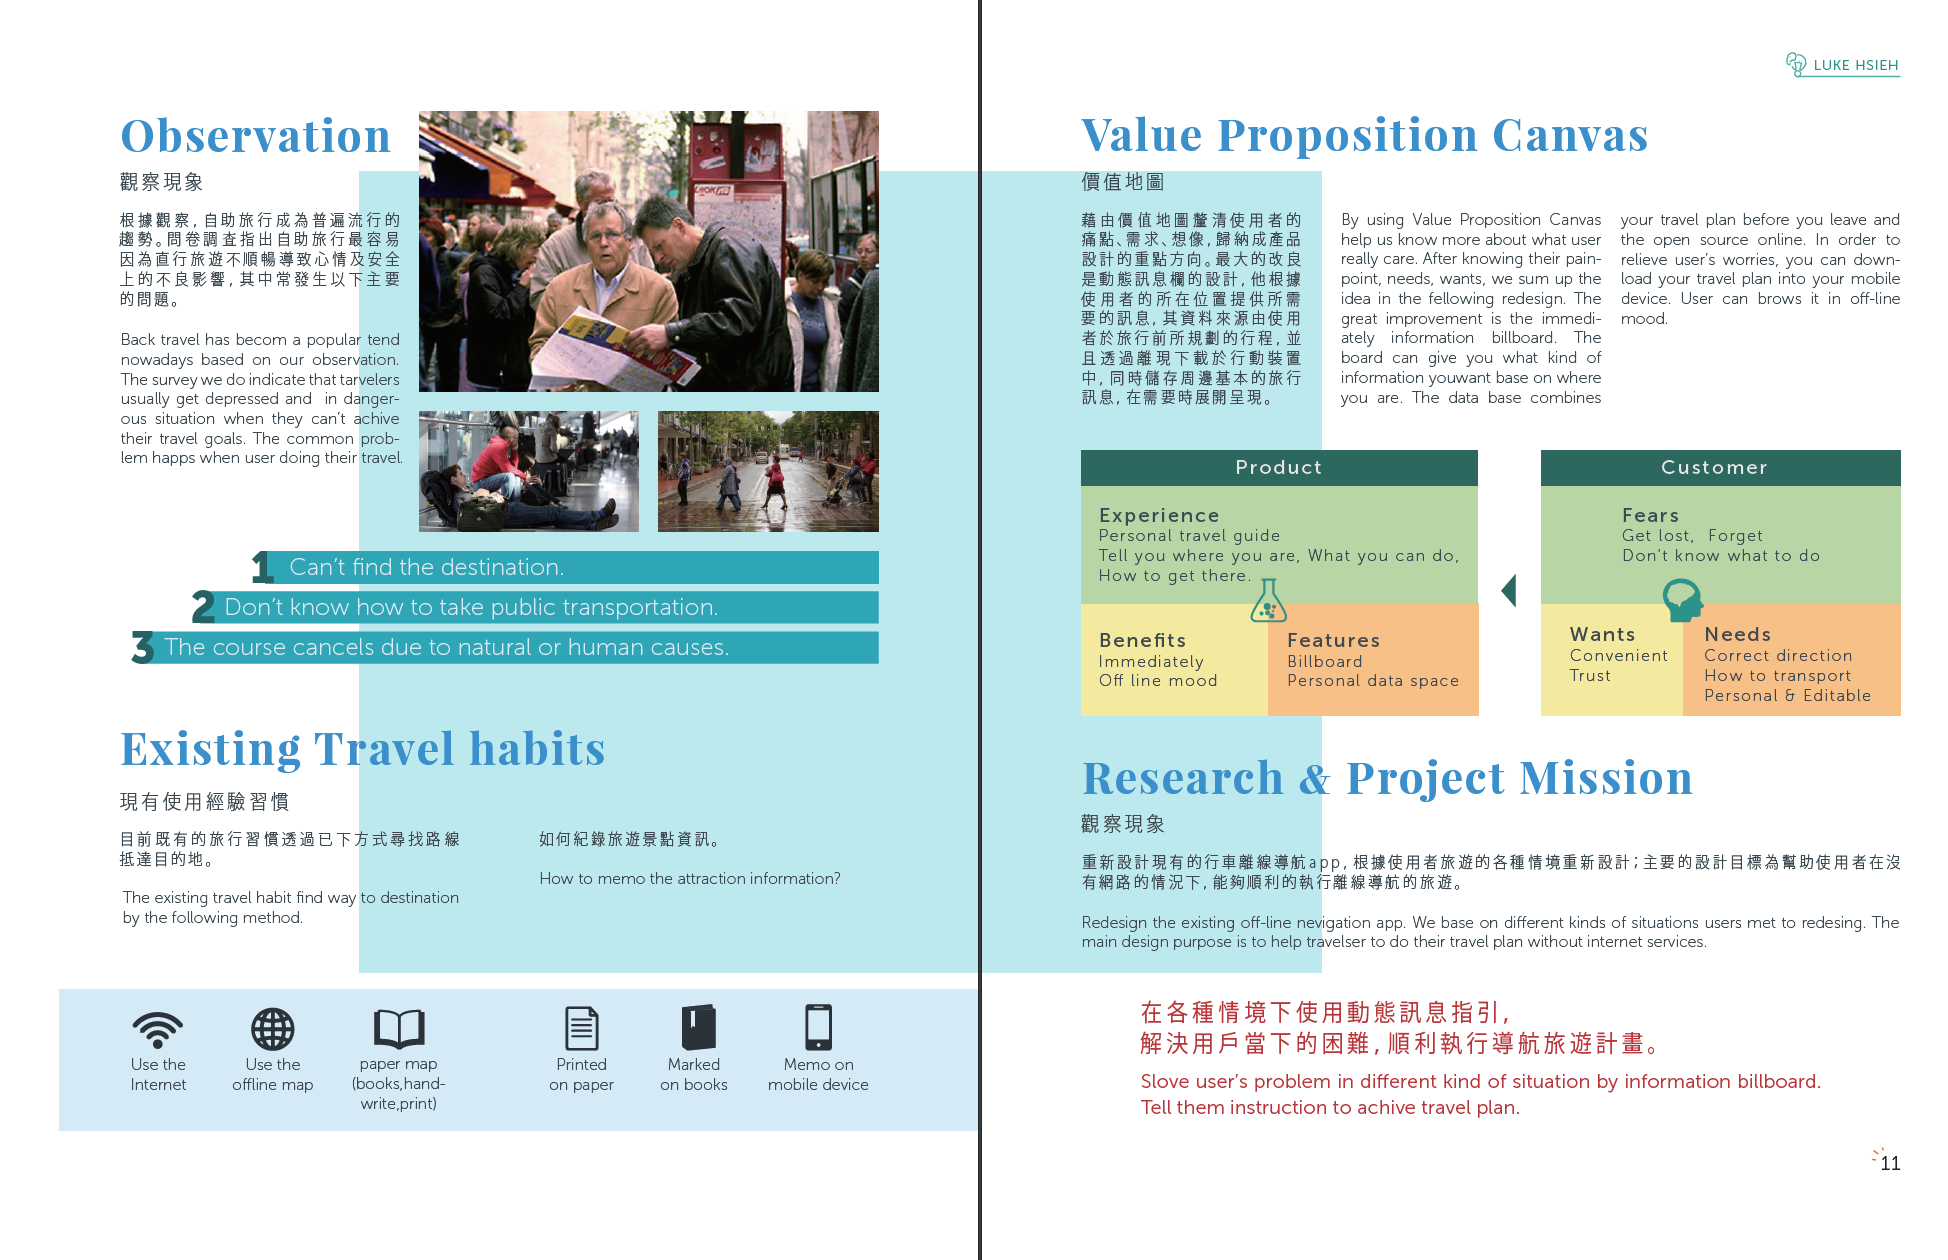 Observation
觀察現象
根據觀察,自助旅行成為普遍流行的
趨勢。問卷調查指出自助旅行最容易
因為直行旅遊不順暢導致心情及安全
上的不良影響,其中常發生以下主要
的問題。
Back travel has becom a popular tend
nowadays based on our observation.
The survey we do indicate that tarvelers
usually get depressed and in danger-
ous situation when they can't achive
their travel goals. The common prob-
lem happs when user doing their travel.
1 Can't find the destination.
2 Don't know how to take public transportation.
3 The course cancels due to natural or human causes.
Existing Travel habits
現有使用經驗習慣
目前既有的旅行習慣透過已下方式尋找路線
抵達目的地。
The existing travel habit find way to destination
by the following method.
如何紀錄旅遊景點資訊。
How to memo the attraction information?
Use the
Internet
Use the
offline map
paper map
(books,hand-
write,print)
Printed
on paper
Marked
on books
Memo on
mobile device
LUKE HSIEH
Value Proposition Canvas
價值地圖
藉由價值地圖釐清使用者的
痛點、需求、想像,歸納成產品
設計的重點方向。最大的改良
是動態訊息欄的設計,他根據
使用者的所在位置提供所需
要的訊息,其資料來源由使用
者於旅行前所規劃的行程,並
且透過離現下載於行動裝置
中,同時儲存周邊基本的旅行
訊息,在需要時展開呈現。
By using Value Proposition Canvas
help us know more about what user
really care. After knowing their pain-
point, needs, wants, we sum up the
idea in the fellowing redesign. The
great improvement is the immedi-
ately information billboard. The
board can give you what kind of
information youwant base on where
you are. The data base combines
your travel plan before you leave and
the open source online. In order to
relieve user's worries, you can down-
load your travel plan into your mobile
device. User can brows it in off-line
mood.
Product
Experience
Personal travel guide
Tell you where you are, What you can do,
How to get there.
Benefits
Immediately
Off line mood
Features
Billboard
Personal data space
Customer
Fears
Get lost, Forget
Don't know what to do
Wants
Convenient
Trust
Needs
Correct direction
How to transport
Personal & Editable
Research & Project Mission
觀察現象
重新設計現有的行車離線導航app,根據使用者旅遊的各種情境重新設計;主要的設計目標為幫助使用者在沒
有網路的情況下,能夠順利的執行離線導航的旅遊。
Redesign the existing off-line nevigation app. We base on different kinds of situations users met to redesing. The
main design purpose is to help travelser to do their travel plan without internet services.
在各種情境下使用動態訊息指引,
解決用戶當下的困難,順利執行導航旅遊計畫。
Slove user's problem in different kind of situation by information billboard.
Tell them instruction to achive travel plan.
11